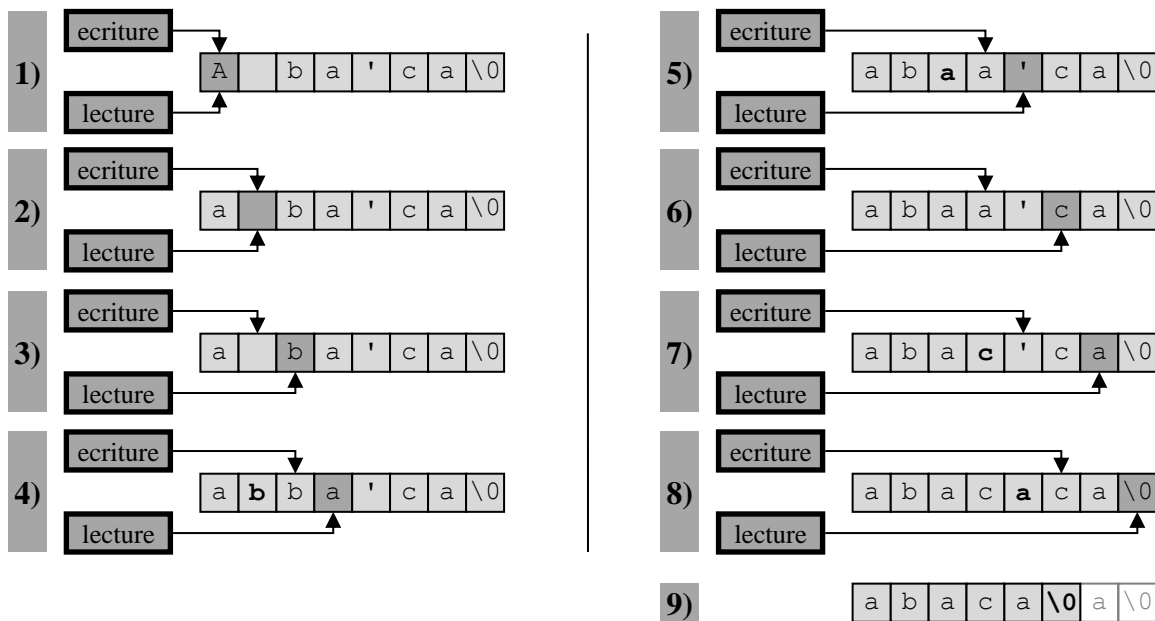 ecriture
1) A b a ' c a \0
lecture
ecriture
2) a b a ' c a \0
lecture
ecriture
3) a b a ' c a \0
lecture
ecriture
4) a b b a ' c a \0
lecture
ecriture
5) a b a a ' c a \0
lecture
ecriture
6) a b a a ' c a \0
lecture
ecriture
7) a b a c ' c a \0
lecture
ecriture
8) a b a c a c a \0
lecture
9) a b a c a \0 a \0